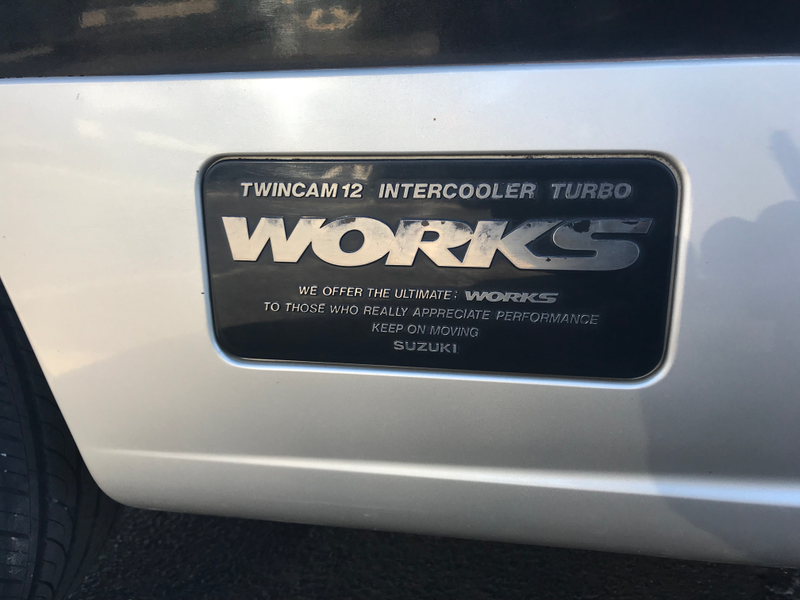 TWINCAM 12 INTERCOOLER TURBO
WORKS
WE OFFER THE ULTIMATE: WORKS
TO THOSE WHO REALLY APPRECIATE PERFORMANCE
KEEP ON MOVING
SUZUKI